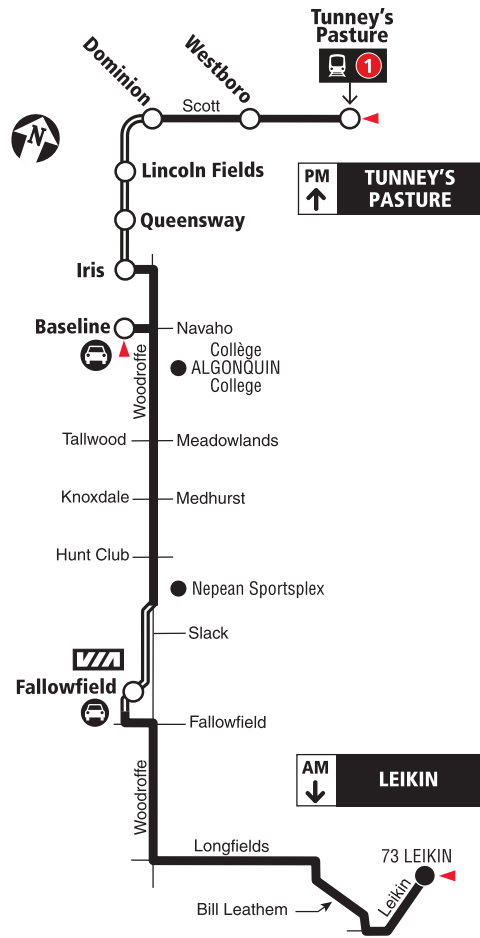 Tunney's
Pasture
1
Dominion
Westboro
Scott
N
Lincoln Fields
PM
TUNNEY'S
PASTURE
Queensway
Iris
Baseline
Navaho
Woodroffe
Collège
ALGONQUIN
College
Tallwood
Meadowlands
Knoxdale
Medhurst
Hunt Club
Nepean Sportsplex
Slack
VIA
Fallowfield
Fallowfield
AM
LEIKIN
Woodroffe
Longfields
73 LEIKIN
Leikin
Bill Leathem